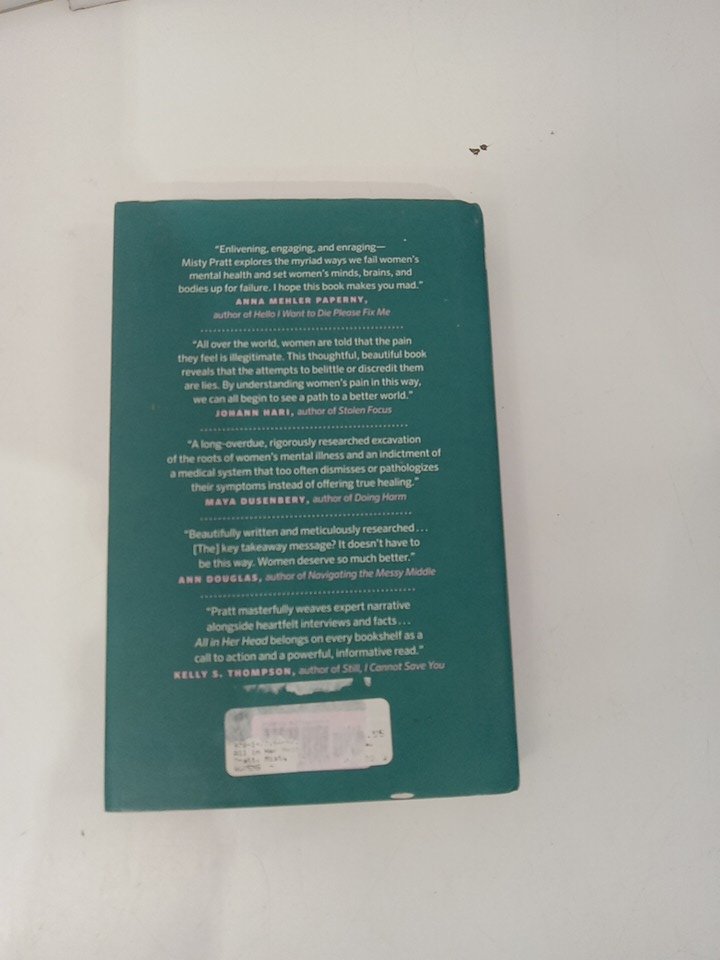 “Enlivening, engaging, and enraging—
Misty Pratt explores the myriad ways we fail women’s
mental health and set women’s minds, brains, and
bodies up for failure. I hope this book makes you mad.”
ANNA MEHLER PAPERNY,
author of Hello I Want to Die Please Fix Me
“All over the world, women are told that the pain
they feel is illegitimate. This thoughtful, beautiful book
reveals that the attempts to belittle or discredit them
are lies. By understanding women’s pain in this way,
we can all begin to see a path to a better world.”
JOHANN HARI, author of Stolen Focus
“A long-overdue, rigorously researched excavation
of the roots of women’s mental illness and an indictment of
a medical system that too often dismisses or pathologizes
their symptoms instead of offering true healing.”
MAYA DUSENBERY, author of Doing Harm
“Beautifully written and meticulously researched...
[The] key takeaway message? It doesn’t have to
be this way. Women deserve so much better.”
ANN DOUGLAS, author of Navigating the Messy Middle
“Pratt masterfully weaves expert narrative
alongside heartfelt interviews and facts...
All in Her Head belongs on every bookshelf as a
call to action and a powerful, informative read.”
KELLY S. THOMPSON, author of Still, I Cannot Save You
All in Her